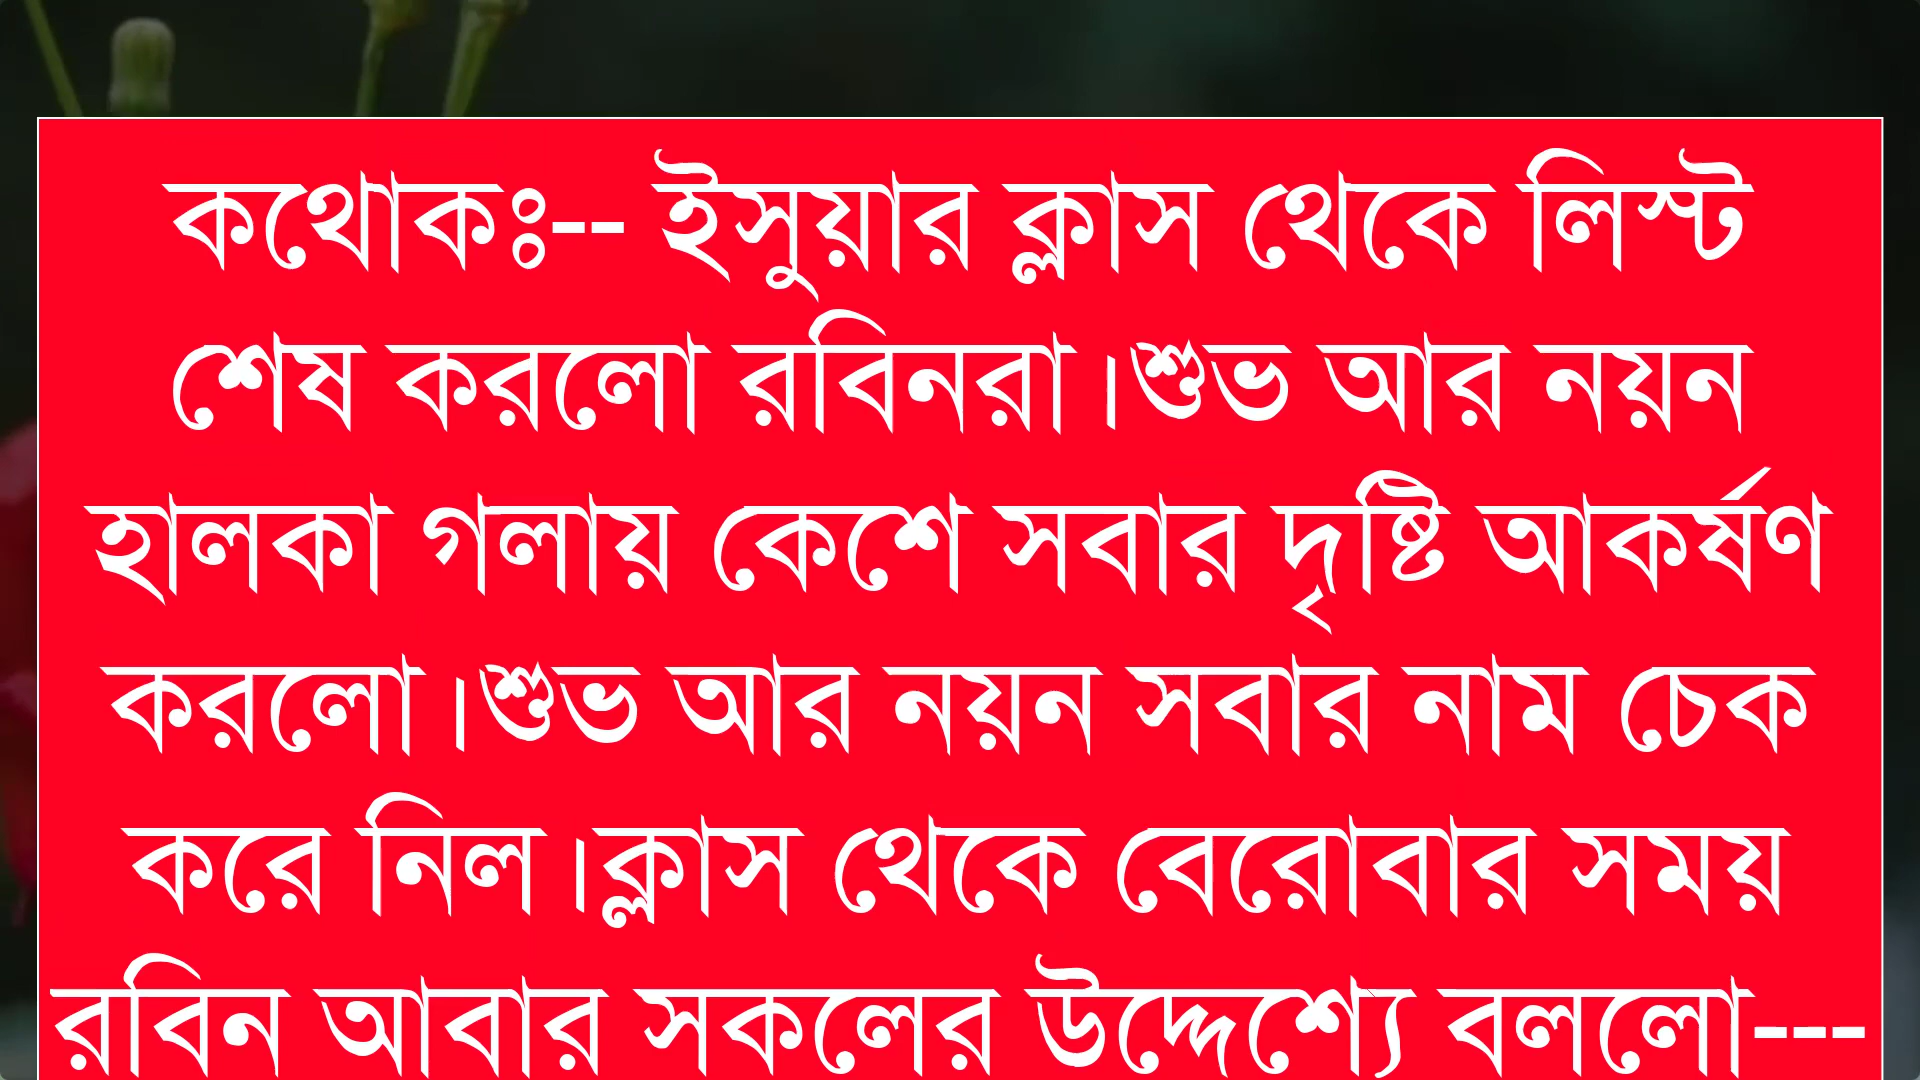 কথোকঃ-- ইসুয়ার ক্লাস থেকে লিস্ট
শেষ করলো রবিনরা।শুভ আর নয়ন
হালকা গলায় কেশে সবার দৃষ্টি আকর্ষণ
করলো।শুভ আর নয়ন সবার নাম চেক
করে নিল।ক্লাস থেকে বেরোবার সময়
রবিন আবার সকলের উদ্দেশ্যে বললো---